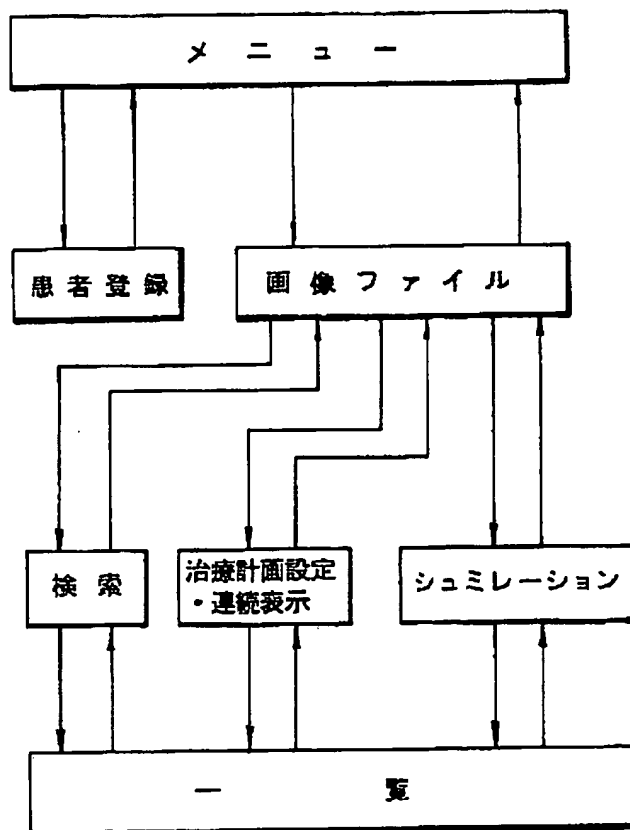 メニュー
患者登録
画像ファイル
検索
治療計画設定
・連続表示
シュミレーション
一覧